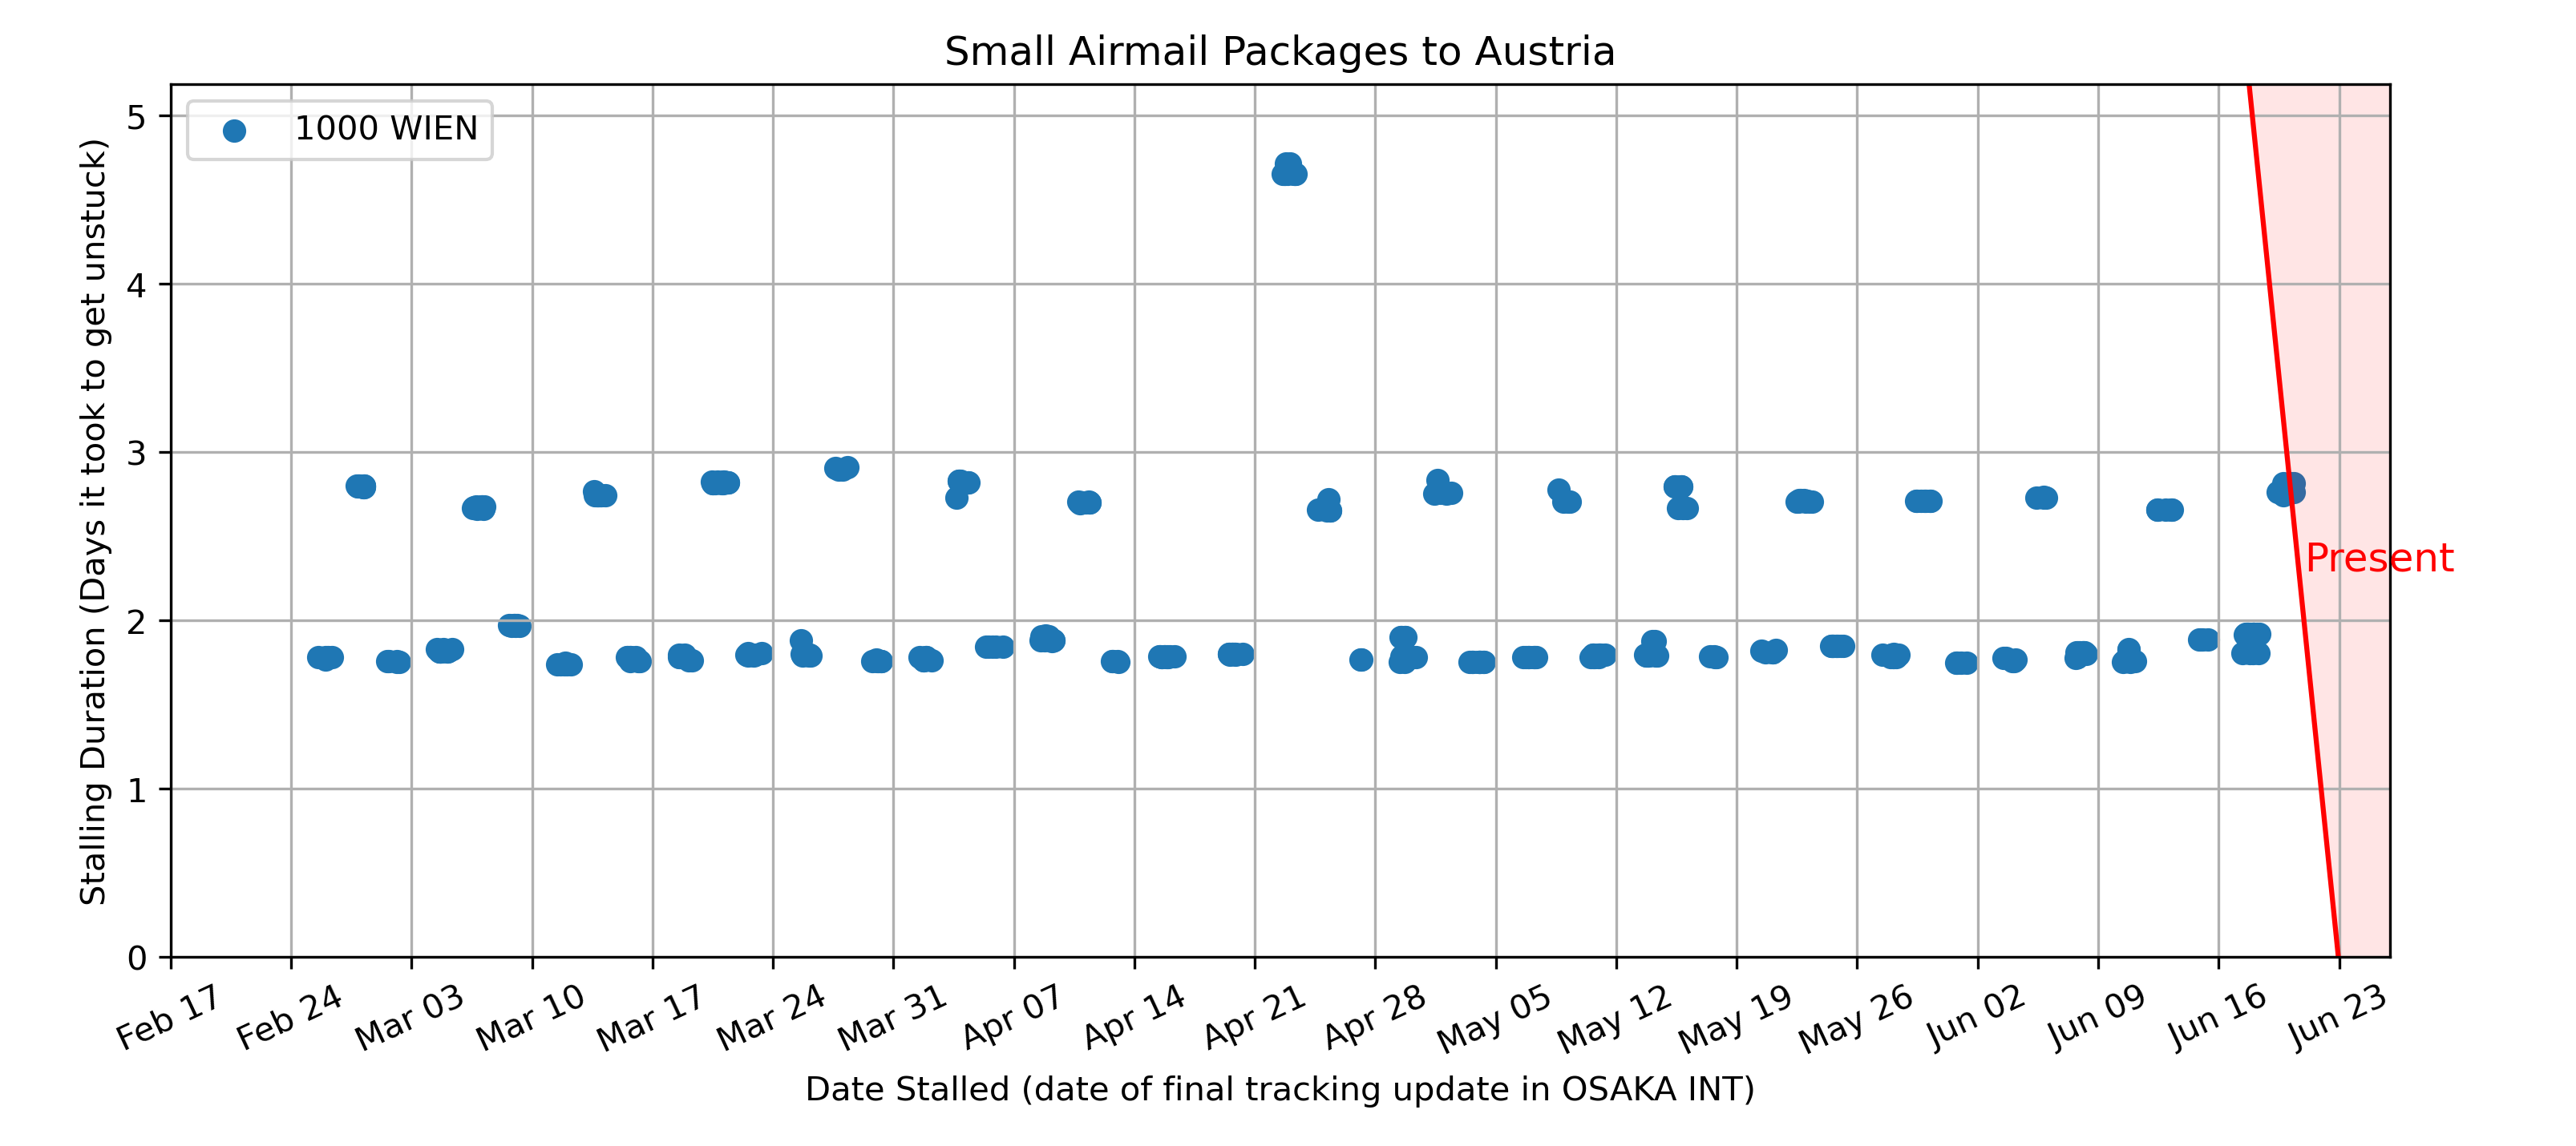 Small Airmail Packages to Austria
1000 WIEN
Stalling Duration (Days it took to get unstuck)
5
4
3
2
1
0
Present
Feb 17
Feb 24
Mar 03
Mar 10
Mar 17
Mar 24
Mar 31
Apr 07
Apr 14
Apr 21
Apr 28
May 05
May 12
May 19
May 26
Jun 02
Jun 09
Jun 16
Jun 23
Date Stalled (date of final tracking update in OSAKA INT)